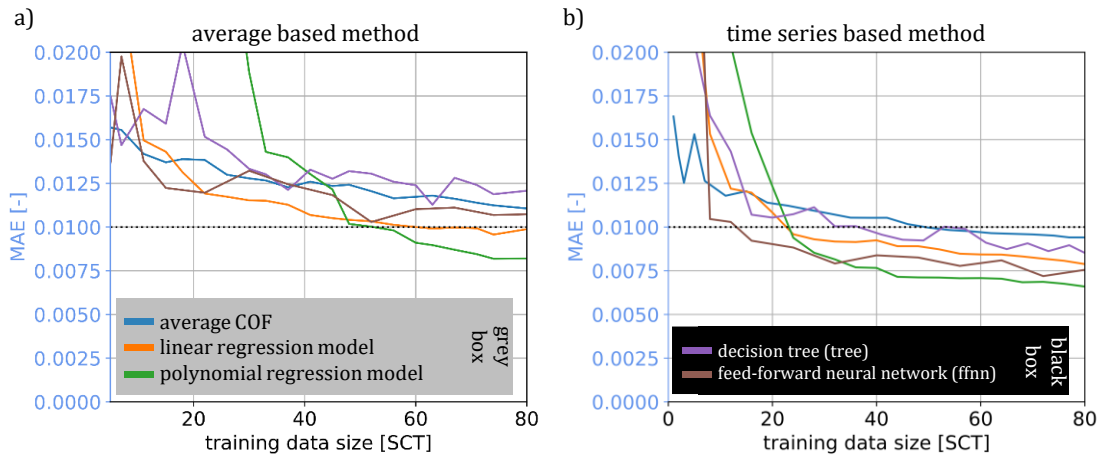 a)
average based method
0.0200
0.0175
0.0150
0.0125
0.0100
0.0075
0.0050
0.0025
0.0000
MAE [-]
20
40
60
80
training data size [SCT]
average COF
linear regression model
polynomial regression model
grey
box
b)
time series based method
0.0200
0.0175
0.0150
0.0125
0.0100
0.0075
0.0050
0.0025
0.0000
MAE [-]
0
20
40
60
80
training data size [SCT]
decision tree (tree)
feed-forward neural network (ffnn)
black
box